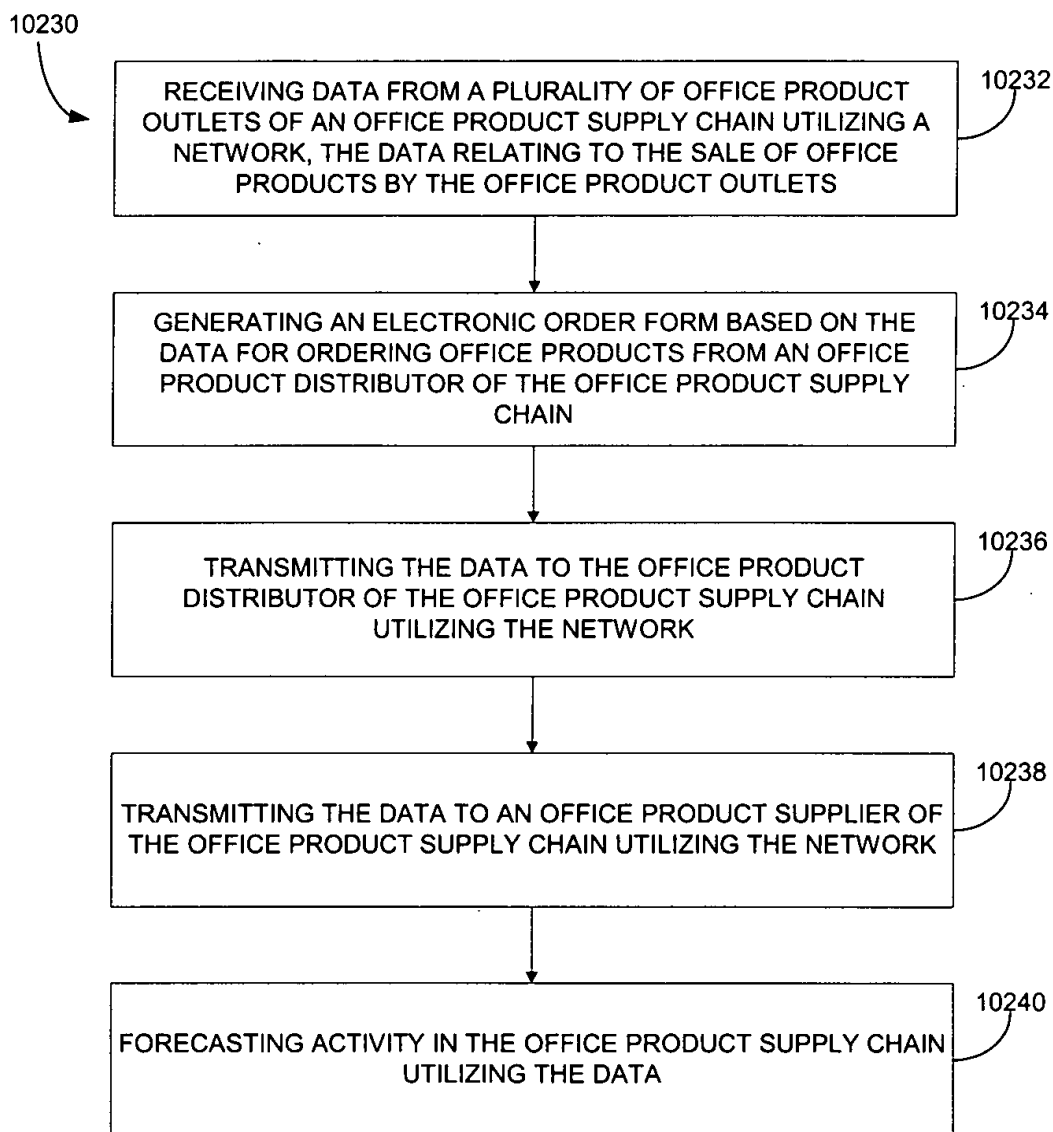 10230
RECEIVING DATA FROM A PLURALITY OF OFFICE PRODUCT
OUTLETS OF AN OFFICE PRODUCT SUPPLY CHAIN UTILIZING A
NETWORK, THE DATA RELATING TO THE SALE OF OFFICE
PRODUCTS BY THE OFFICE PRODUCT OUTLETS
10232
GENERATING AN ELECTRONIC ORDER FORM BASED ON THE
DATA FOR ORDERING OFFICE PRODUCTS FROM AN OFFICE
PRODUCT DISTRIBUTOR OF THE OFFICE PRODUCT SUPPLY
CHAIN
10234
TRANSMITTING THE DATA TO THE OFFICE PRODUCT
DISTRIBUTOR OF THE OFFICE PRODUCT SUPPLY CHAIN
UTILIZING THE NETWORK
10236
TRANSMITTING THE DATA TO AN OFFICE PRODUCT SUPPLIER OF
THE OFFICE PRODUCT SUPPLY CHAIN UTILIZING THE NETWORK
10238
FORECASTING ACTIVITY IN THE OFFICE PRODUCT SUPPLY CHAIN
UTILIZING THE DATA
10240